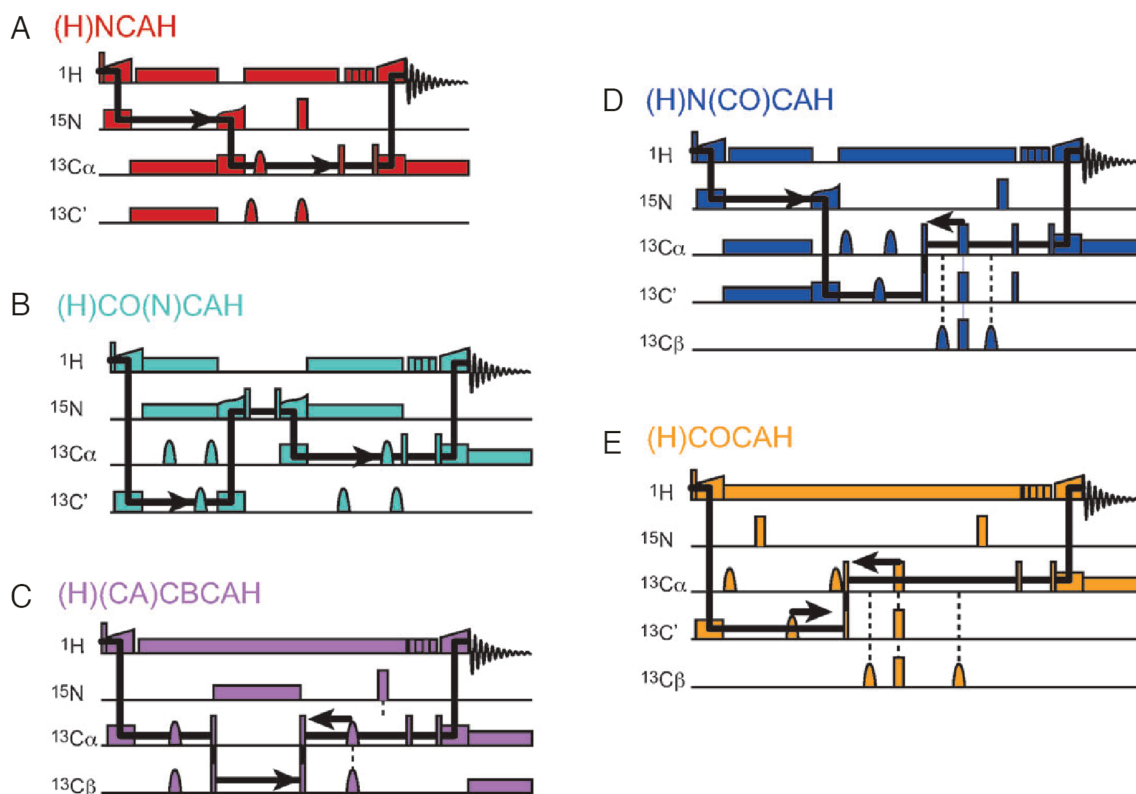 A (H)NCAH
¹H
¹⁵N
¹³Cα
¹³C'
B (H)CO(N)CAH
¹H
¹⁵N
¹³Cα
¹³C'
C (H)(CA)CBCAH
¹H
¹⁵N
¹³Cα
¹³Cβ
D (H)N(CO)CAH
¹H
¹⁵N
¹³Cα
¹³C'
¹³Cβ
E (H)COCAH
¹H
¹⁵N
¹³Cα
¹³C'
¹³Cβ